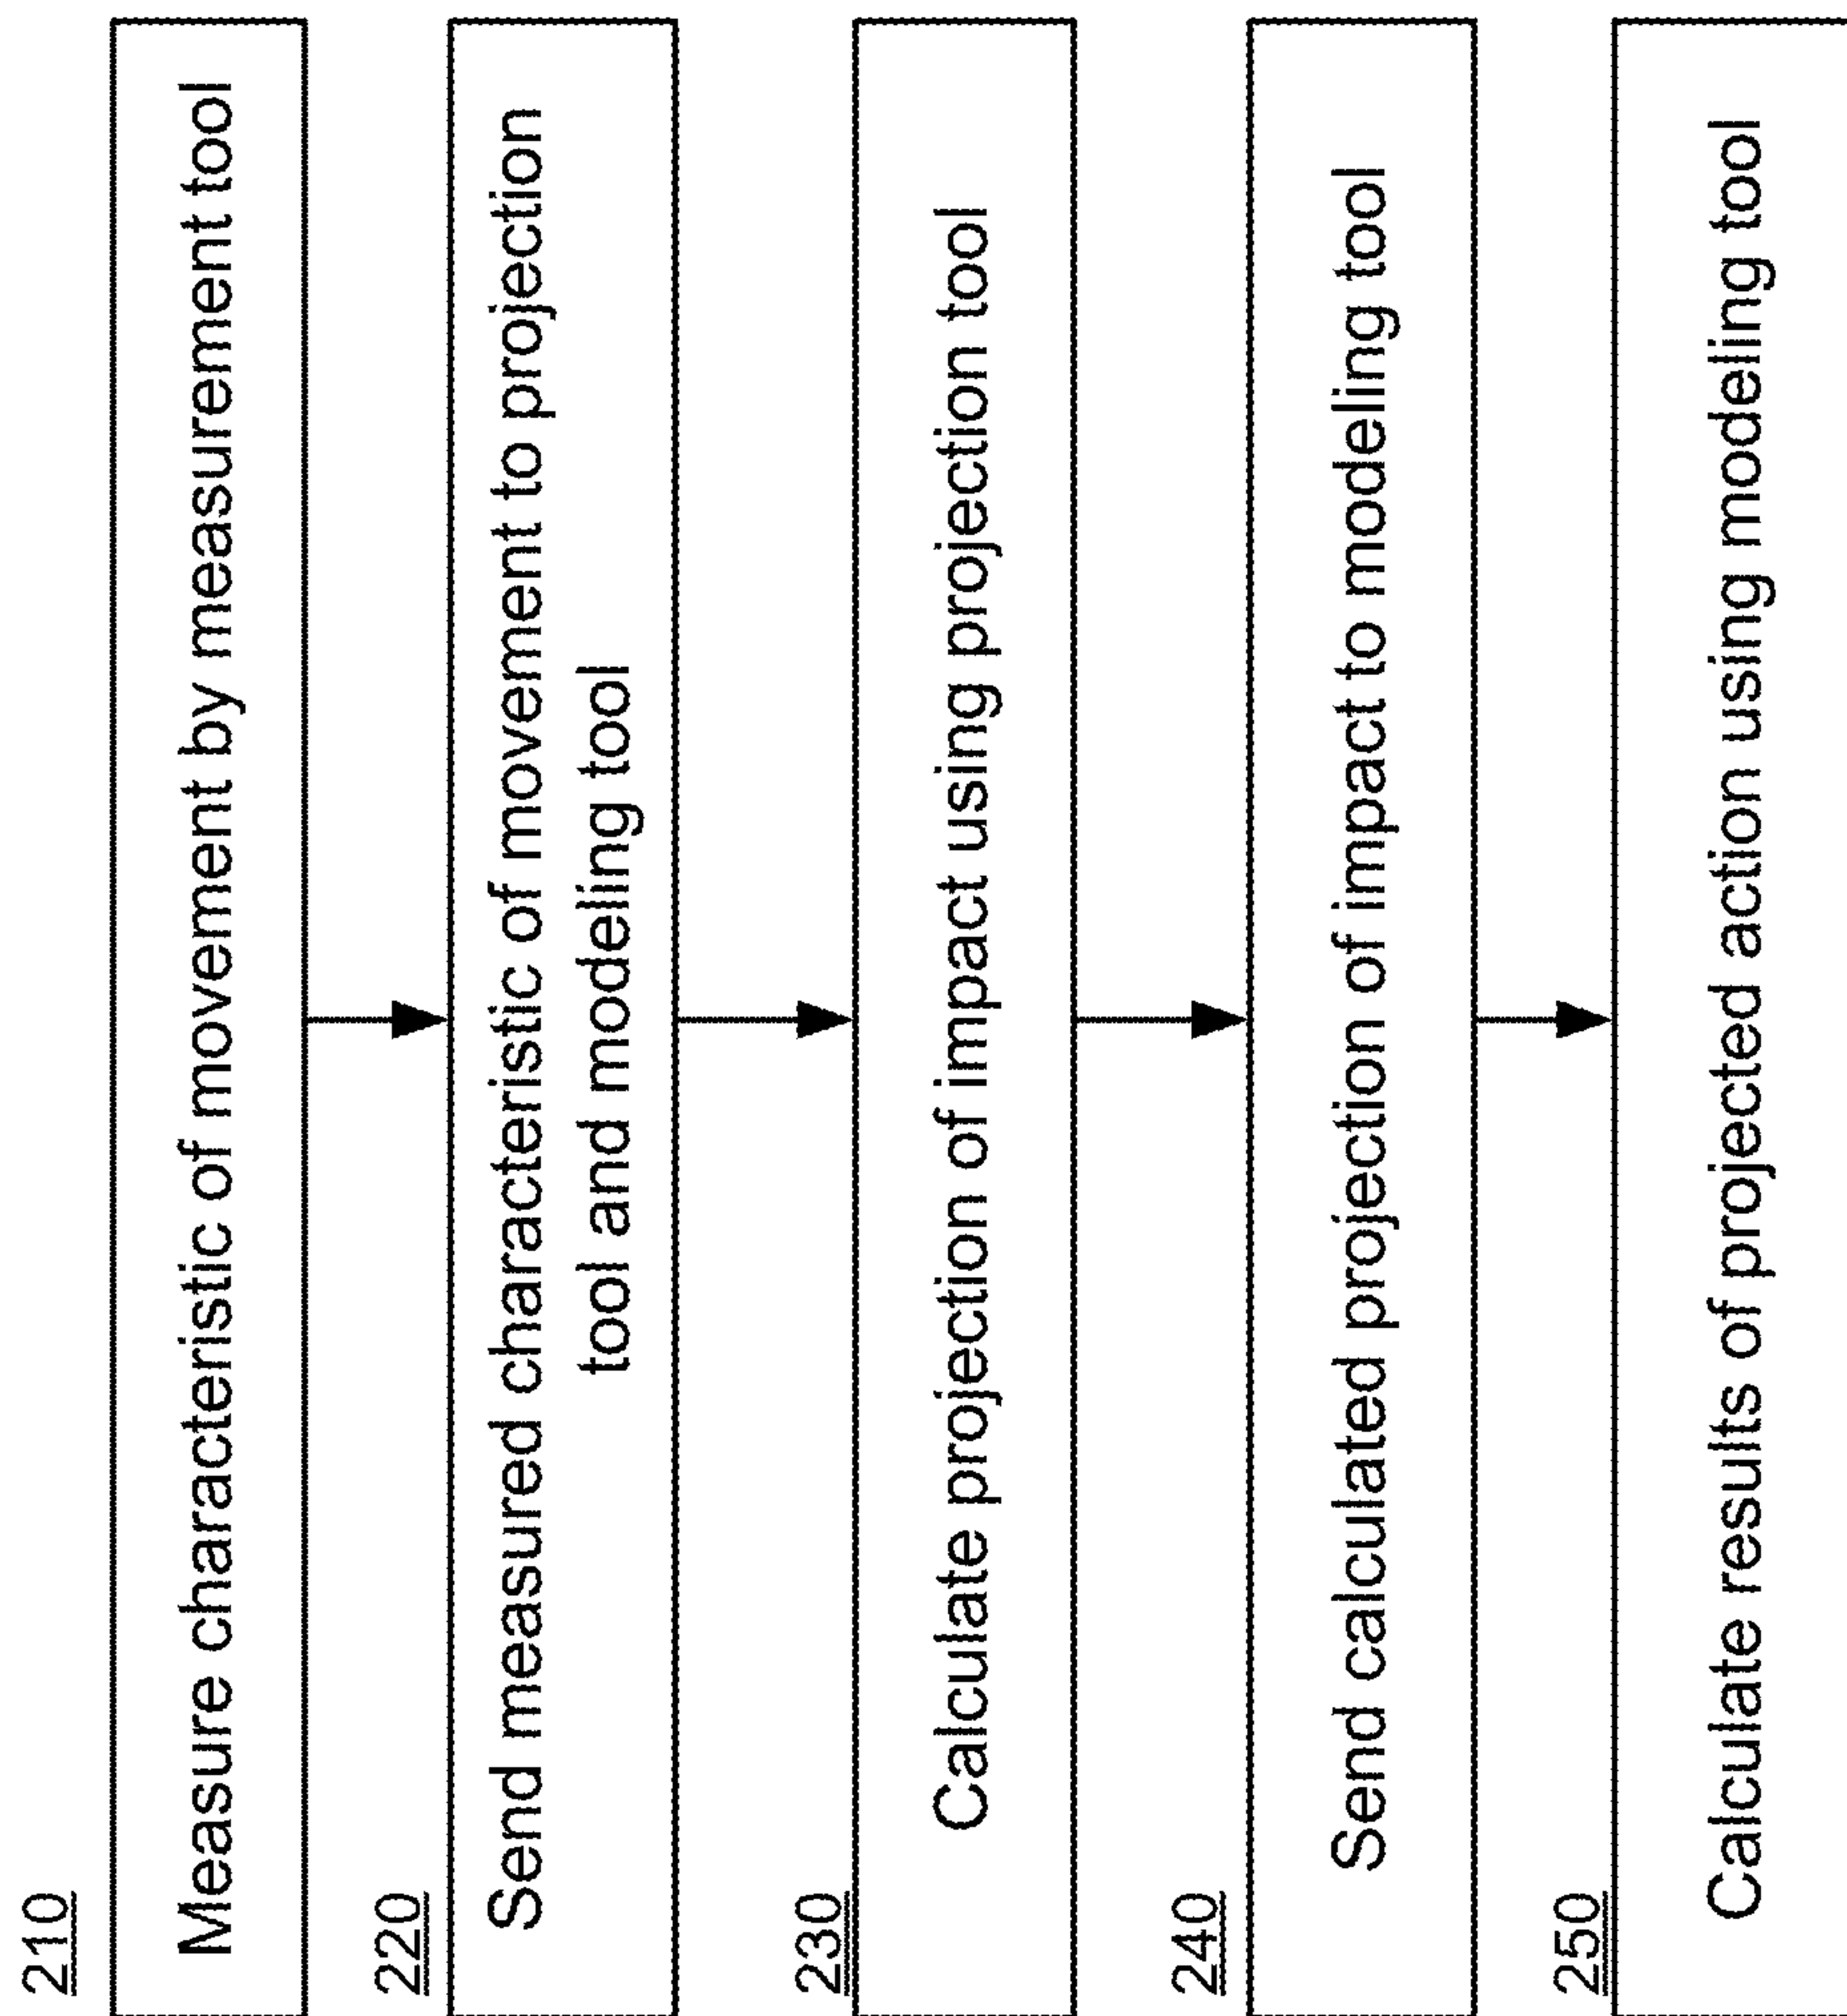 210
Measure characteristic of movement by measurement tool
220
Send measured characteristic of movement to projection
tool and modeling tool
230
Calculate projection of impact using projection tool
240
Send calculated projection of impact to modeling tool
250
Calculate results of projected action using modeling tool